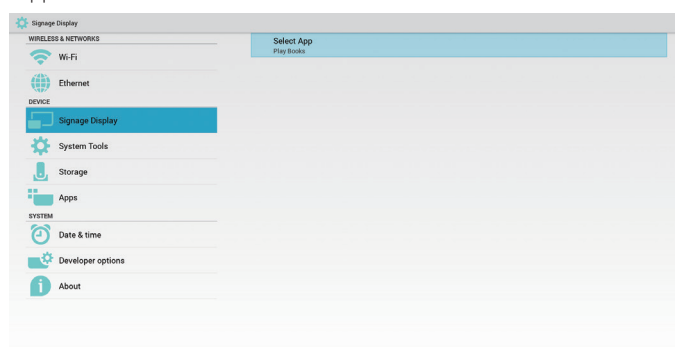 Signage Display
WIRELESS & NETWORKS
Wi-Fi
Ethernet
DEVICE
Signage Display
System Tools
Storage
Apps
SYSTEM
Date & time
Developer options
About
Select App
Play Books